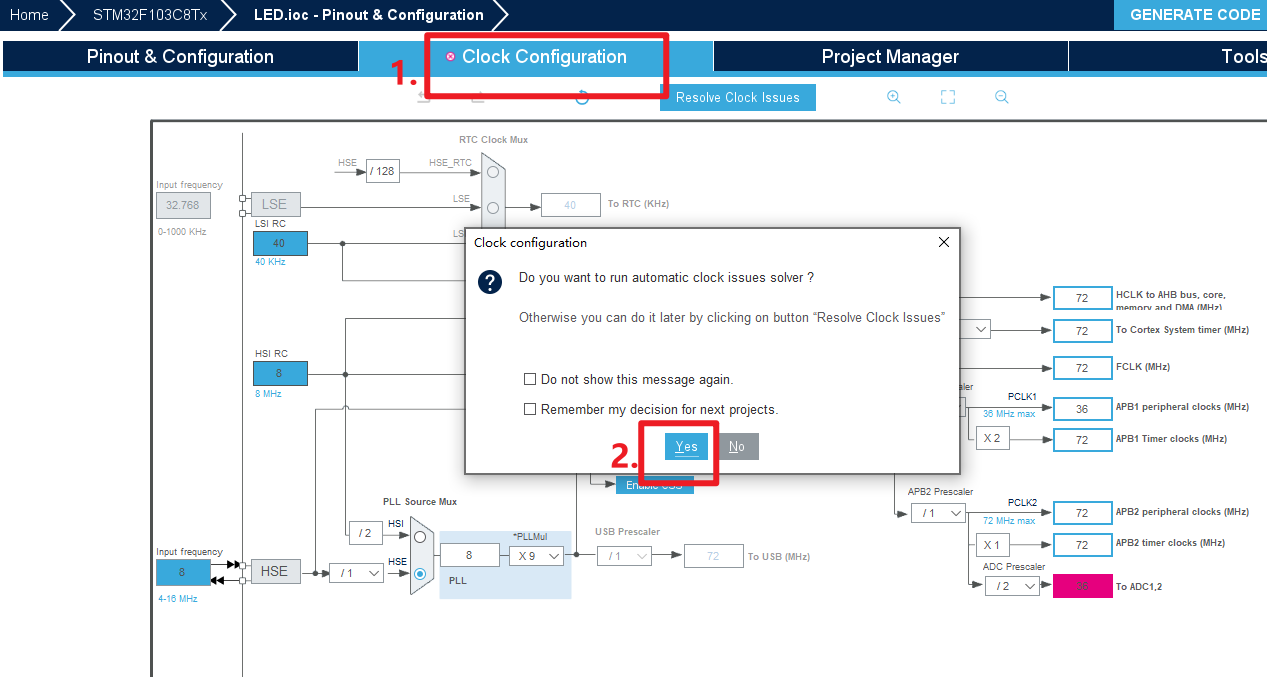 Home STM32F103C8Tx LED.ioc - Pinout & Configuration GENERATE CODE
Pinout & Configuration Clock Configuration Project Manager Tools
1.
Resolve Clock Issues
RTC Clock Mux
HSE / 128 HSE_RTC
Input frequency
32.768
0-1000 KHz
LSE
LSE
40 To RTC (KHz)
LSI RC
40
40 KHz
Clock configuration
Do you want to run automatic clock issues solver ?
Otherwise you can do it later by clicking on button “Resolve Clock Issues”
Do not show this message again.
Remember my decision for next projects.
2.
Yes No
72 HCLK to AHB bus, core,
memory and DMA (MHz)
72 To Cortex System timer (MHz)
HSI RC
8
8 MHz
72 FCLK (MHz)
PCLK1
36 MHz max
36 APB1 peripheral clocks (MHz)
X 2 72 APB1 Timer clocks (MHz)
PLL Source Mux
HSI
/ 2
HSE
/ 1
Input frequency
8
4-16 MHz
HSE
8
*PLLMul
X 9
PLL
USB Prescaler
/ 1 72 To USB (MHz)
APB2 Prescaler
/ 1
PCLK2
72 MHz max
72 APB2 peripheral clocks (MHz)
X 1 72 APB2 timer clocks (MHz)
ADC Prescaler
/ 2 36 To ADC1,2